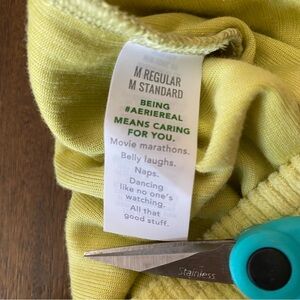 M REGULAR
M STANDARD
BEING
#AERIEREAL
MEANS CARING
FOR YOU.
Movie marathons.
Belly laughs.
Naps.
Dancing
like no one's
watching.
All that
good stuff.
Stainless